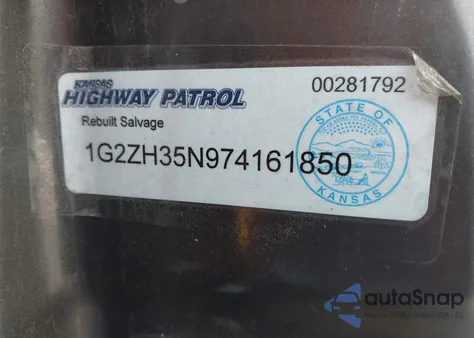 KANSAS
HIGHWAY PATROL
00281792
Rebuilt Salvage
1G2ZH35N974161850
STATE OF
KANSAS
autoSnap